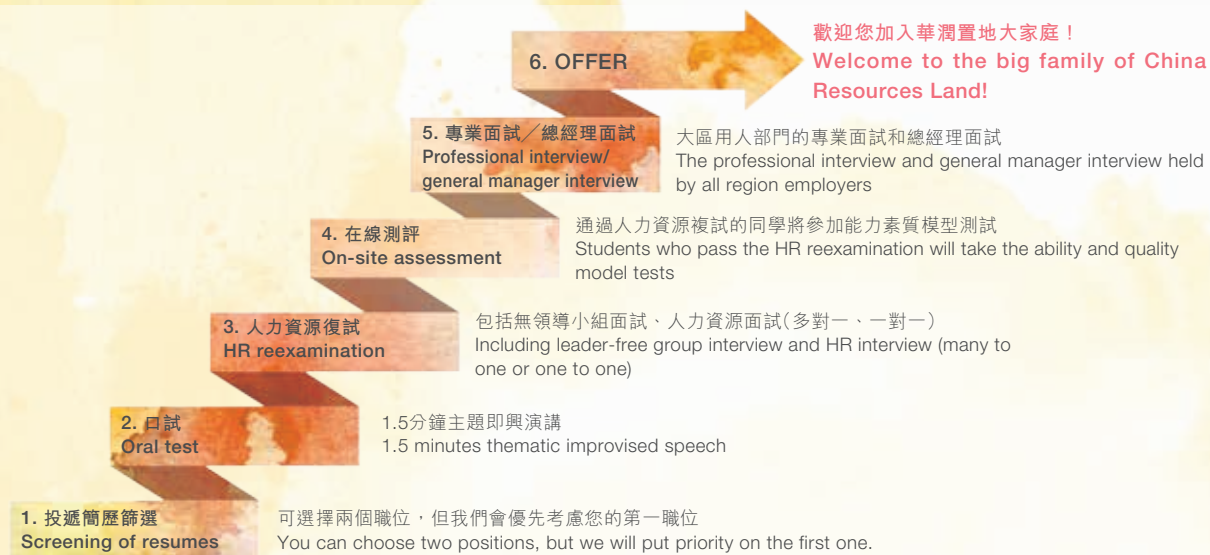 歡迎您加入華潤置地大家庭！
Welcome to the big family of China
Resources Land!
6. OFFER
5. 專業面試／總經理面試
Professional interview/
general manager interview
大區用人部門的專業面試和總經理面試
The professional interview and general manager interview held
by all region employers
4. 在線測評
On-site assessment
通過人力資源複試的同學將參加能力素質模型測試
Students who pass the HR reexamination will take the ability and quality
model tests
3. 人力資源復試
HR reexamination
包括無領導小組面試、人力資源面試（多對一、一對一）
Including leader-free group interview and HR interview (many to
one or one to one)
2. 口試
Oral test
1.5分鐘主題即興演講
1.5 minutes thematic improvised speech
1. 投遞簡歷篩選
Screening of resumes
可選擇兩個職位，但我們會優先考慮您的第一職位
You can choose two positions, but we will put priority on the first one.